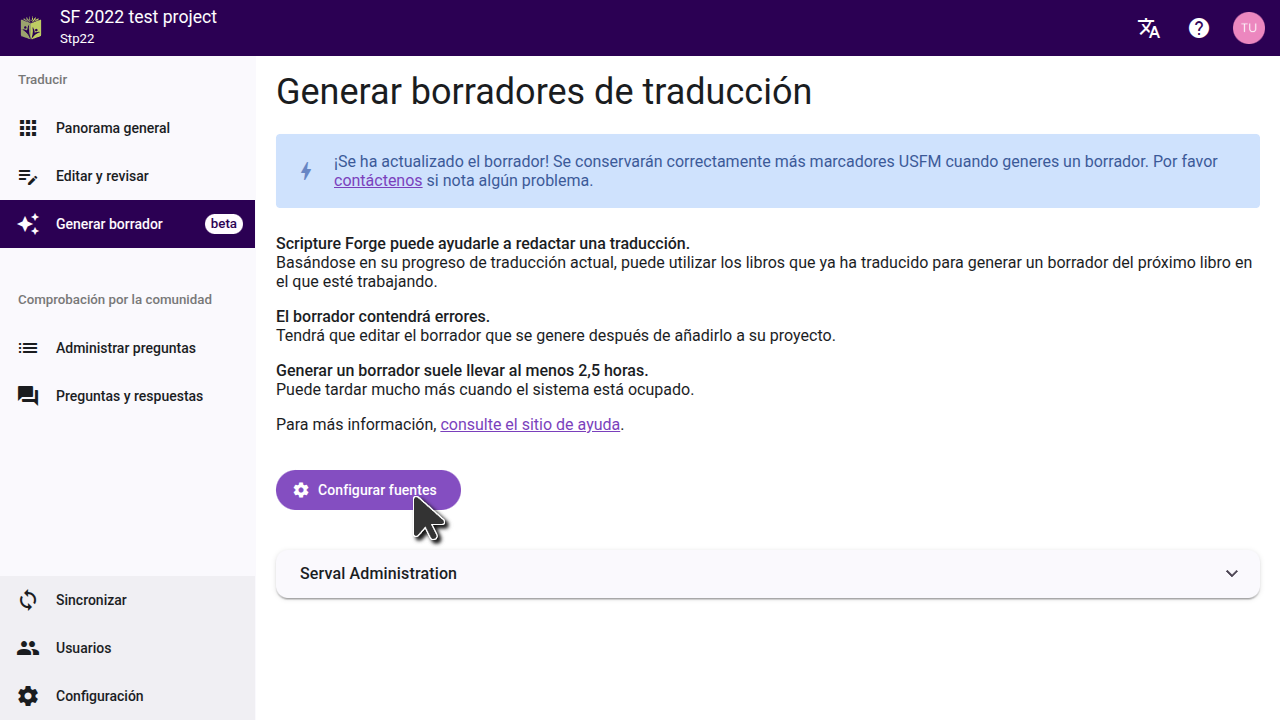 SF 2022 test project
Stp22
TU
Traducir
Panorama general
Editar y revisar
Generar borrador
beta
Comprobación por la comunidad
Administrar preguntas
Preguntas y respuestas
Sincronizar
Usuarios
Configuración
Generar borradores de traducción
¡Se ha actualizado el borrador! Se conservarán correctamente más marcadores USFM cuando generes un borrador. Por favor
contáctenos si nota algún problema.
Scripture Forge puede ayudarle a redactar una traducción.
Basándose en su progreso de traducción actual, puede utilizar los libros que ya ha traducido para generar un borrador del próximo libro en
el que esté trabajando.
El borrador contendrá errores.
Tendrá que editar el borrador que se genere después de añadirlo a su proyecto.
Generar un borrador suele llevar al menos 2,5 horas.
Puede tardar mucho más cuando el sistema está ocupado.
Para más información, consulte el sitio de ayuda.
Configurar fuentes
Serval Administration